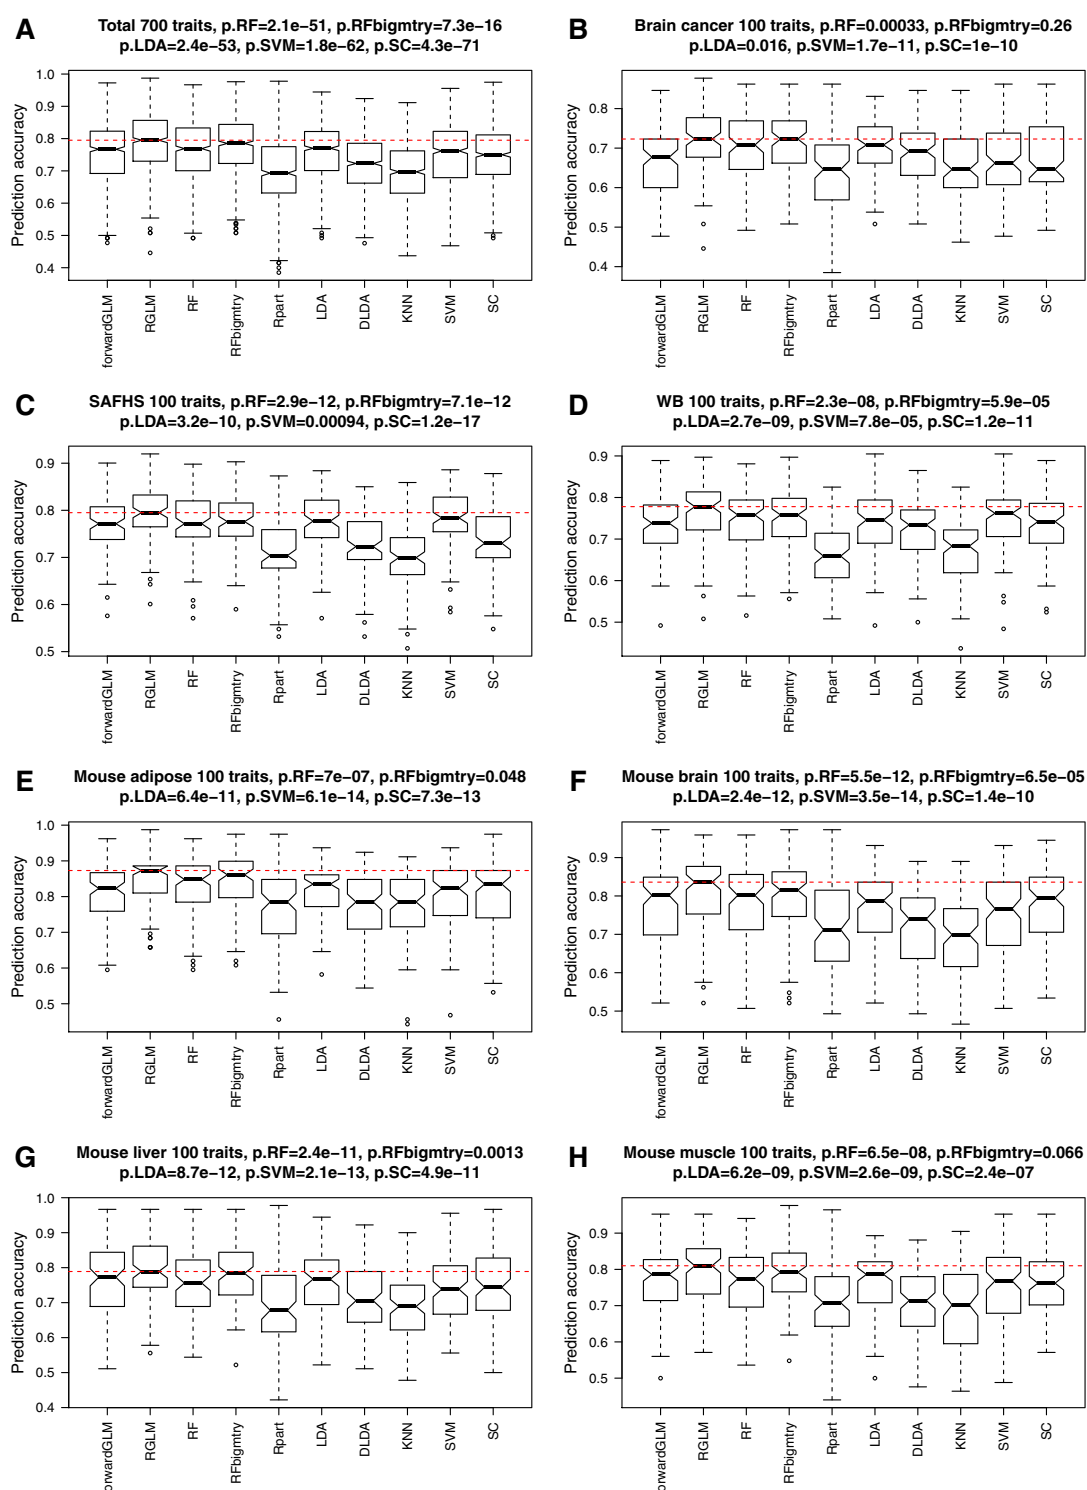 A
Total 700 traits, p.RF=2.1e−51, p.RFbigmtry=7.3e−16
p.LDA=2.4e−53, p.SVM=1.8e−62, p.SC=4.3e−71
Prediction accuracy
1.0
0.9
0.8
0.7
0.6
0.5
0.4
forwardGLM
RGLM
RF
RFbigmtry
Rpart
LDA
DLDA
KNN
SVM
SC
B
Brain cancer 100 traits, p.RF=0.00033, p.RFbigmtry=0.26
p.LDA=0.016, p.SVM=1.7e−11, p.SC=1e−10
Prediction accuracy
0.8
0.7
0.6
0.5
0.4
forwardGLM
RGLM
RF
RFbigmtry
Rpart
LDA
DLDA
KNN
SVM
SC
C
SAFHS 100 traits, p.RF=2.9e−12, p.RFbigmtry=7.1e−12
p.LDA=3.2e−10, p.SVM=0.00094, p.SC=1.2e−17
Prediction accuracy
0.9
0.8
0.7
0.6
0.5
forwardGLM
RGLM
RF
RFbigmtry
Rpart
LDA
DLDA
KNN
SVM
SC
D
WB 100 traits, p.RF=2.3e−08, p.RFbigmtry=5.9e−05
p.LDA=2.7e−09, p.SVM=7.8e−05, p.SC=1.2e−11
Prediction accuracy
0.9
0.8
0.7
0.6
0.5
forwardGLM
RGLM
RF
RFbigmtry
Rpart
LDA
DLDA
KNN
SVM
SC
E
Mouse adipose 100 traits, p.RF=7e−07, p.RFbigmtry=0.048
p.LDA=6.4e−11, p.SVM=6.1e−14, p.SC=7.3e−13
Prediction accuracy
1.0
0.9
0.8
0.7
0.6
0.5
forwardGLM
RGLM
RF
RFbigmtry
Rpart
LDA
DLDA
KNN
SVM
SC
F
Mouse brain 100 traits, p.RF=5.5e−12, p.RFbigmtry=6.5e−05
p.LDA=2.4e−12, p.SVM=3.5e−14, p.SC=1.4e−10
Prediction accuracy
0.9
0.8
0.7
0.6
0.5
forwardGLM
RGLM
RF
RFbigmtry
Rpart
LDA
DLDA
KNN
SVM
SC
G
Mouse liver 100 traits, p.RF=2.4e−11, p.RFbigmtry=0.0013
p.LDA=8.7e−12, p.SVM=2.1e−13, p.SC=4.9e−11
Prediction accuracy
1.0
0.9
0.8
0.7
0.6
0.5
0.4
forwardGLM
RGLM
RF
RFbigmtry
Rpart
LDA
DLDA
KNN
SVM
SC
H
Mouse muscle 100 traits, p.RF=6.5e−08, p.RFbigmtry=0.066
p.LDA=6.2e−09, p.SVM=2.6e−09, p.SC=2.4e−07
Prediction accuracy
0.9
0.8
0.7
0.6
0.5
forwardGLM
RGLM
RF
RFbigmtry
Rpart
LDA
DLDA
KNN
SVM
SC